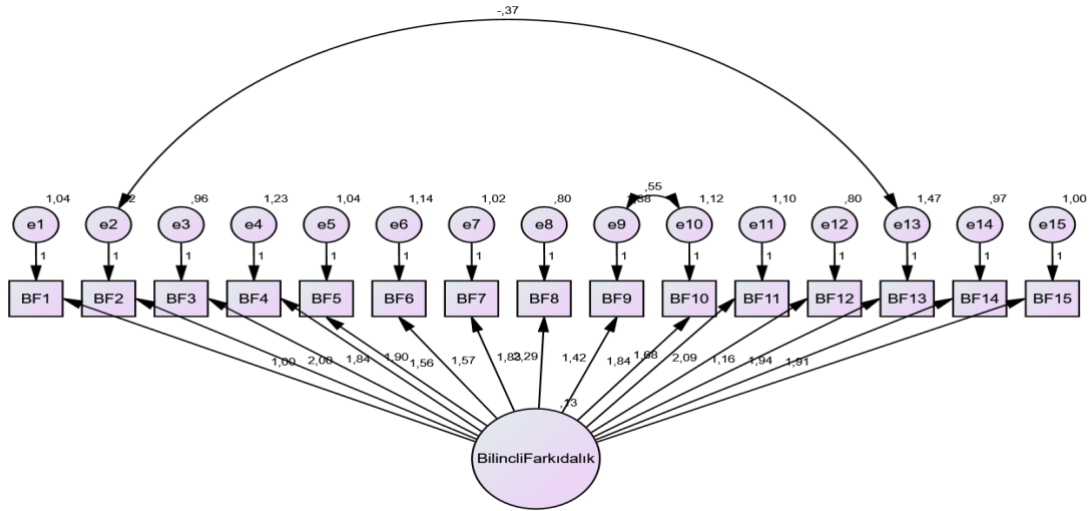 -,37
,55
1,04 ,96 1,23 1,04 1,14 1,02 ,80 1,12 1,10 ,80 1,47 ,97 1,00
e1 e2 e3 e4 e5 e6 e7 e8 e9 e10 e11 e12 e13 e14 e15
1 1 1 1 1 1 1 1 1 1 1 1 1 1 1
BF1 BF2 BF3 BF4 BF5 BF6 BF7 BF8 BF9 BF10 BF11 BF12 BF13 BF14 BF15
1,00 2,00 1,84 1,90 1,56 1,57 2,29 1,42 1,84 1,68 2,09 1,16 1,94 1,91
,13
BilincliFarkıdalık